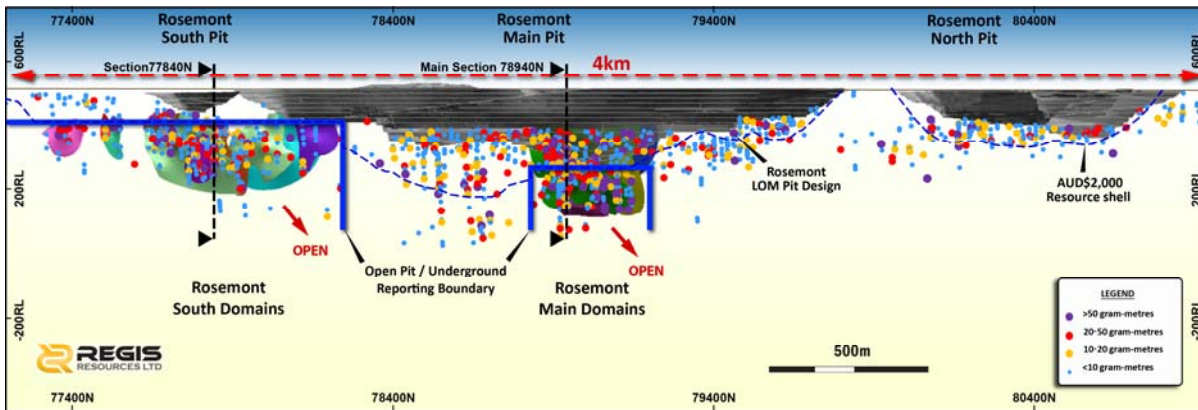 77400N
78400N
79400N
80400N
Rosemont
South Pit
Rosemont
Main Pit
Rosemont
North Pit
600RL
600RL
Section77840N
Main Section 78940N
4km
200RL
200RL
Rosemont
LOM Pit Design
AUD$2,000
Resource shell
OPEN
OPEN
Open Pit / Underground
Reporting Boundary
Rosemont
South Domains
Rosemont
Main Domains
-200RL
-200RL
LEGEND
>50 gram-metres
20-50 gram-metres
10-20 gram-metres
<10 gram-metres
REGIS
RESOURCES LTD
500m
77400N
78400N
79400N
80400N